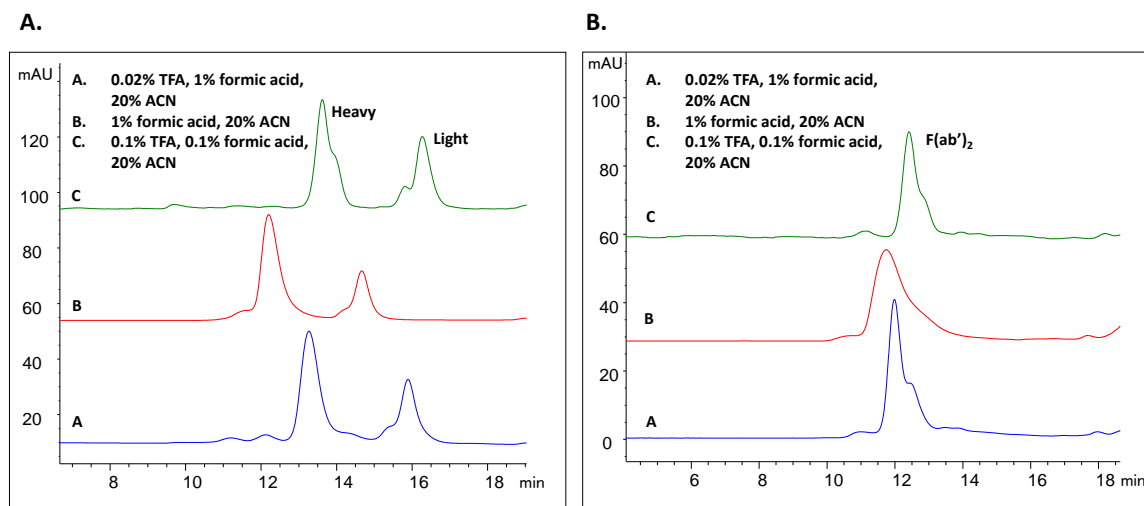 A.
mAU
A. 0.02% TFA, 1% formic acid,
20% ACN
B. 1% formic acid, 20% ACN
C. 0.1% TFA, 0.1% formic acid,
20% ACN
Heavy
Light
120
100
80
60
40
20
C
B
A
8 10 12 14 16 18 min
B.
mAU
A. 0.02% TFA, 1% formic acid,
20% ACN
B. 1% formic acid, 20% ACN
C. 0.1% TFA, 0.1% formic acid,
20% ACN
F(ab’)₂
100
80
60
40
20
0
C
B
A
6 8 10 12 14 16 18 min